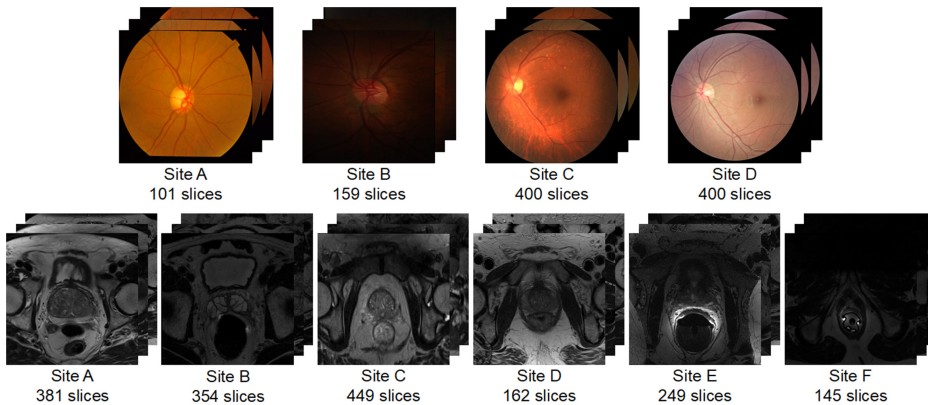 Site A Site B Site C Site D
101 slices 159 slices 400 slices 400 slices
Site A Site B Site C Site D Site E Site F
381 slices 354 slices 449 slices 162 slices 249 slices 145 slices